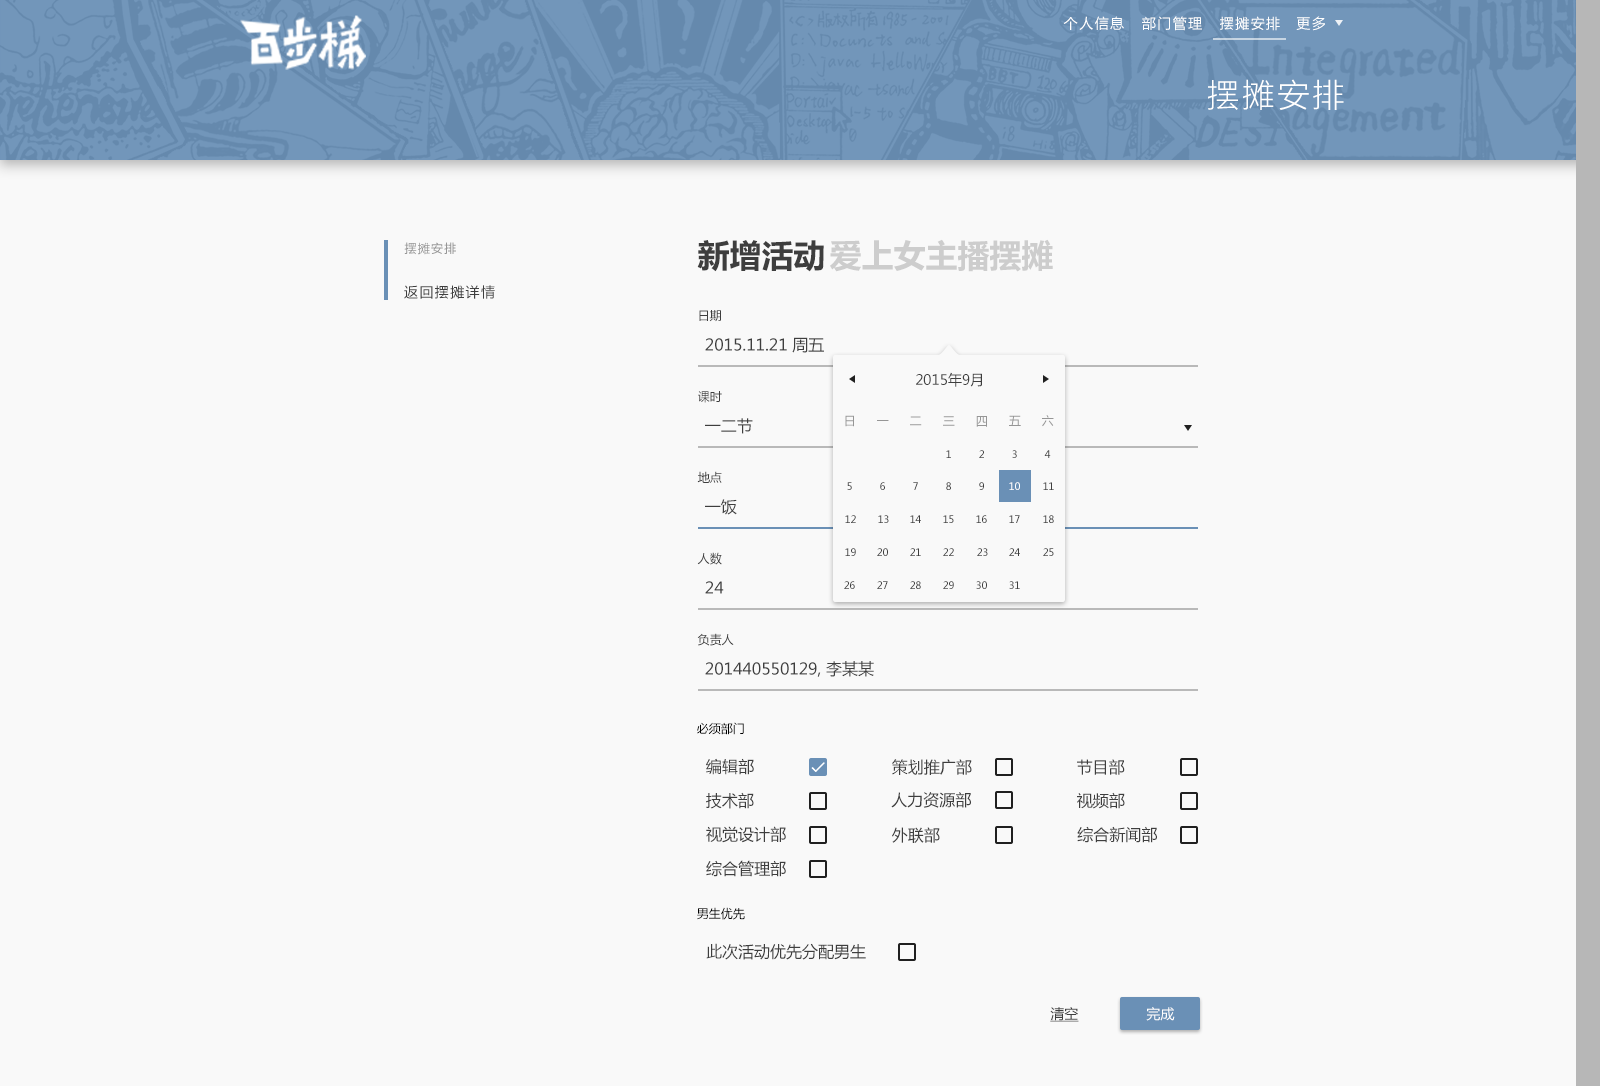 百步梯
个人信息 部门管理 摆摊安排 更多
摆摊安排
摆摊安排
返回摆摊详情
新增活动 爱上女主播摆摊
日期
2015.11.21 周五
2015年9月
日 一 二 三 四 五 六
1 2 3 4
5 6 7 8 9 10 11
12 13 14 15 16 17 18
19 20 21 22 23 24 25
26 27 28 29 30 31
课时
一二节
地点
一饭
人数
24
负责人
201440550129, 李某某
必须部门
编辑部 策划推广部 节目部
技术部 人力资源部 视频部
视觉设计部 外联部 综合新闻部
综合管理部
男生优先
此次活动优先分配男生
清空 完成